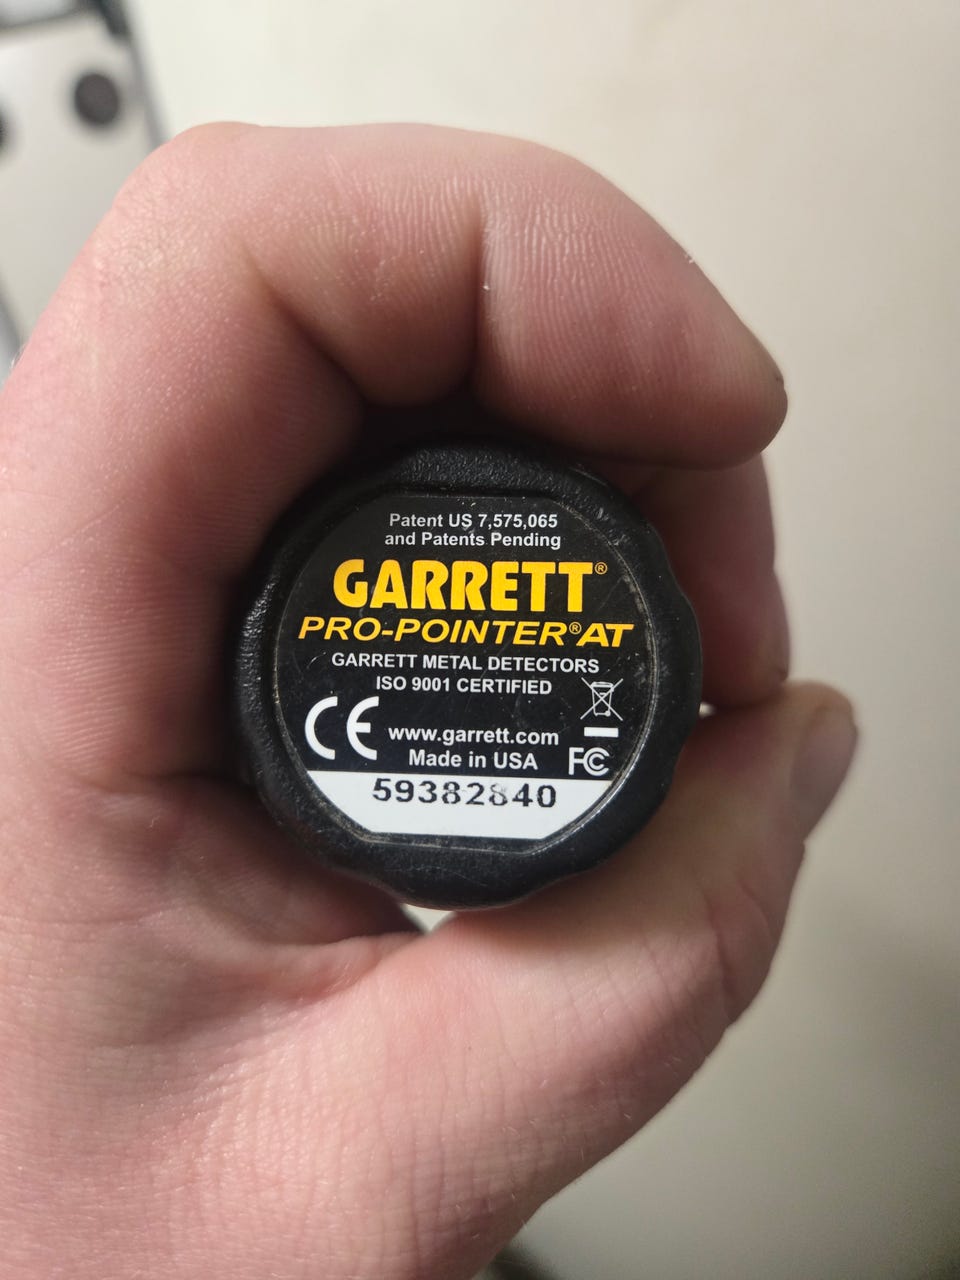 Patent US 7,575,065
and Patents Pending
GARRETT®
PRO-POINTER®AT
GARRETT METAL DETECTORS
ISO 9001 CERTIFIED
CE www.garrett.com
Made in USA FC
59382840